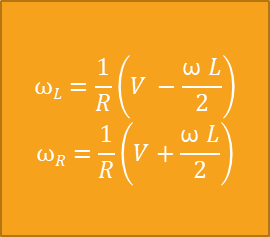 ω_L = 1/R (V − ω L/2)
ω_R = 1/R (V + ω L/2)